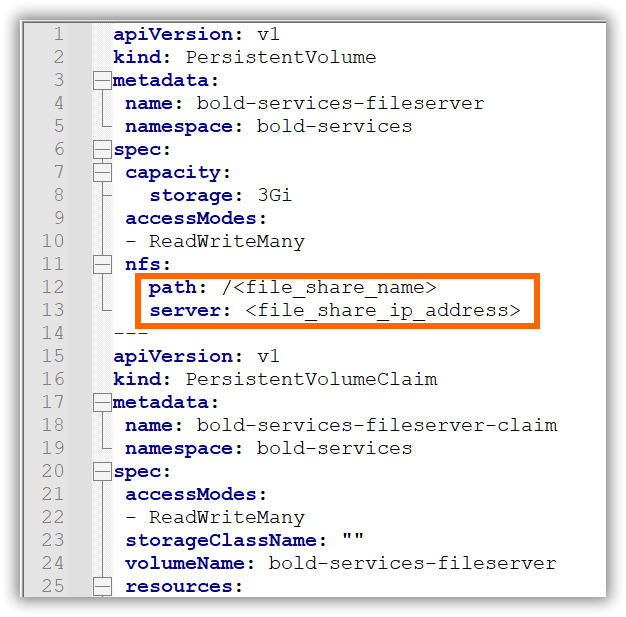 1 apiVersion: v1
2 kind: PersistentVolume
3 metadata:
4 name: bold-services-fileserver
5 namespace: bold-services
6 spec:
7 capacity:
8 storage: 3Gi
9 accessModes:
10 - ReadWriteMany
11 nfs:
12 path: /<file_share_name>
13 server: <file_share_ip_address>
14 ---
15 apiVersion: v1
16 kind: PersistentVolumeClaim
17 metadata:
18 name: bold-services-fileserver-claim
19 namespace: bold-services
20 spec:
21 accessModes:
22 - ReadWriteMany
23 storageClassName: ""
24 volumeName: bold-services-fileserver
25 resources: